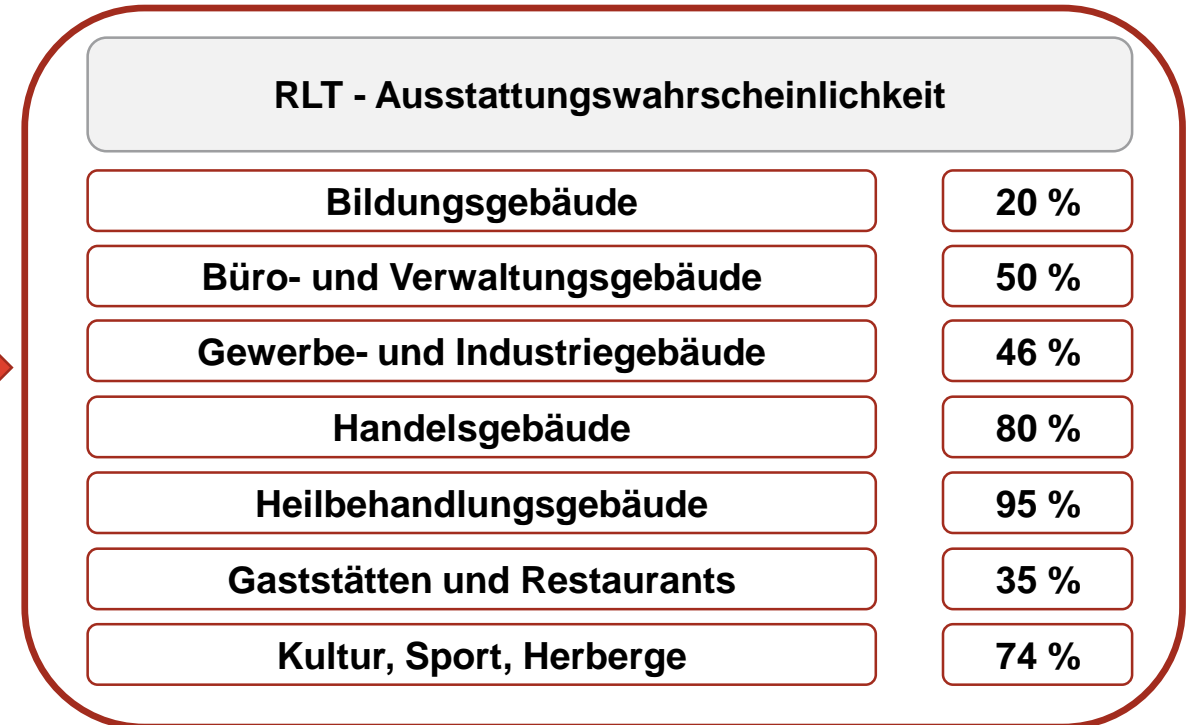 RLT - Ausstattungswahrscheinlichkeit
Bildungsgebäude 20 %
Büro- und Verwaltungsgebäude 50 %
Gewerbe- und Industriegebäude 46 %
Handelsgebäude 80 %
Heilbehandlungsgebäude 95 %
Gaststätten und Restaurants 35 %
Kultur, Sport, Herberge 74 %